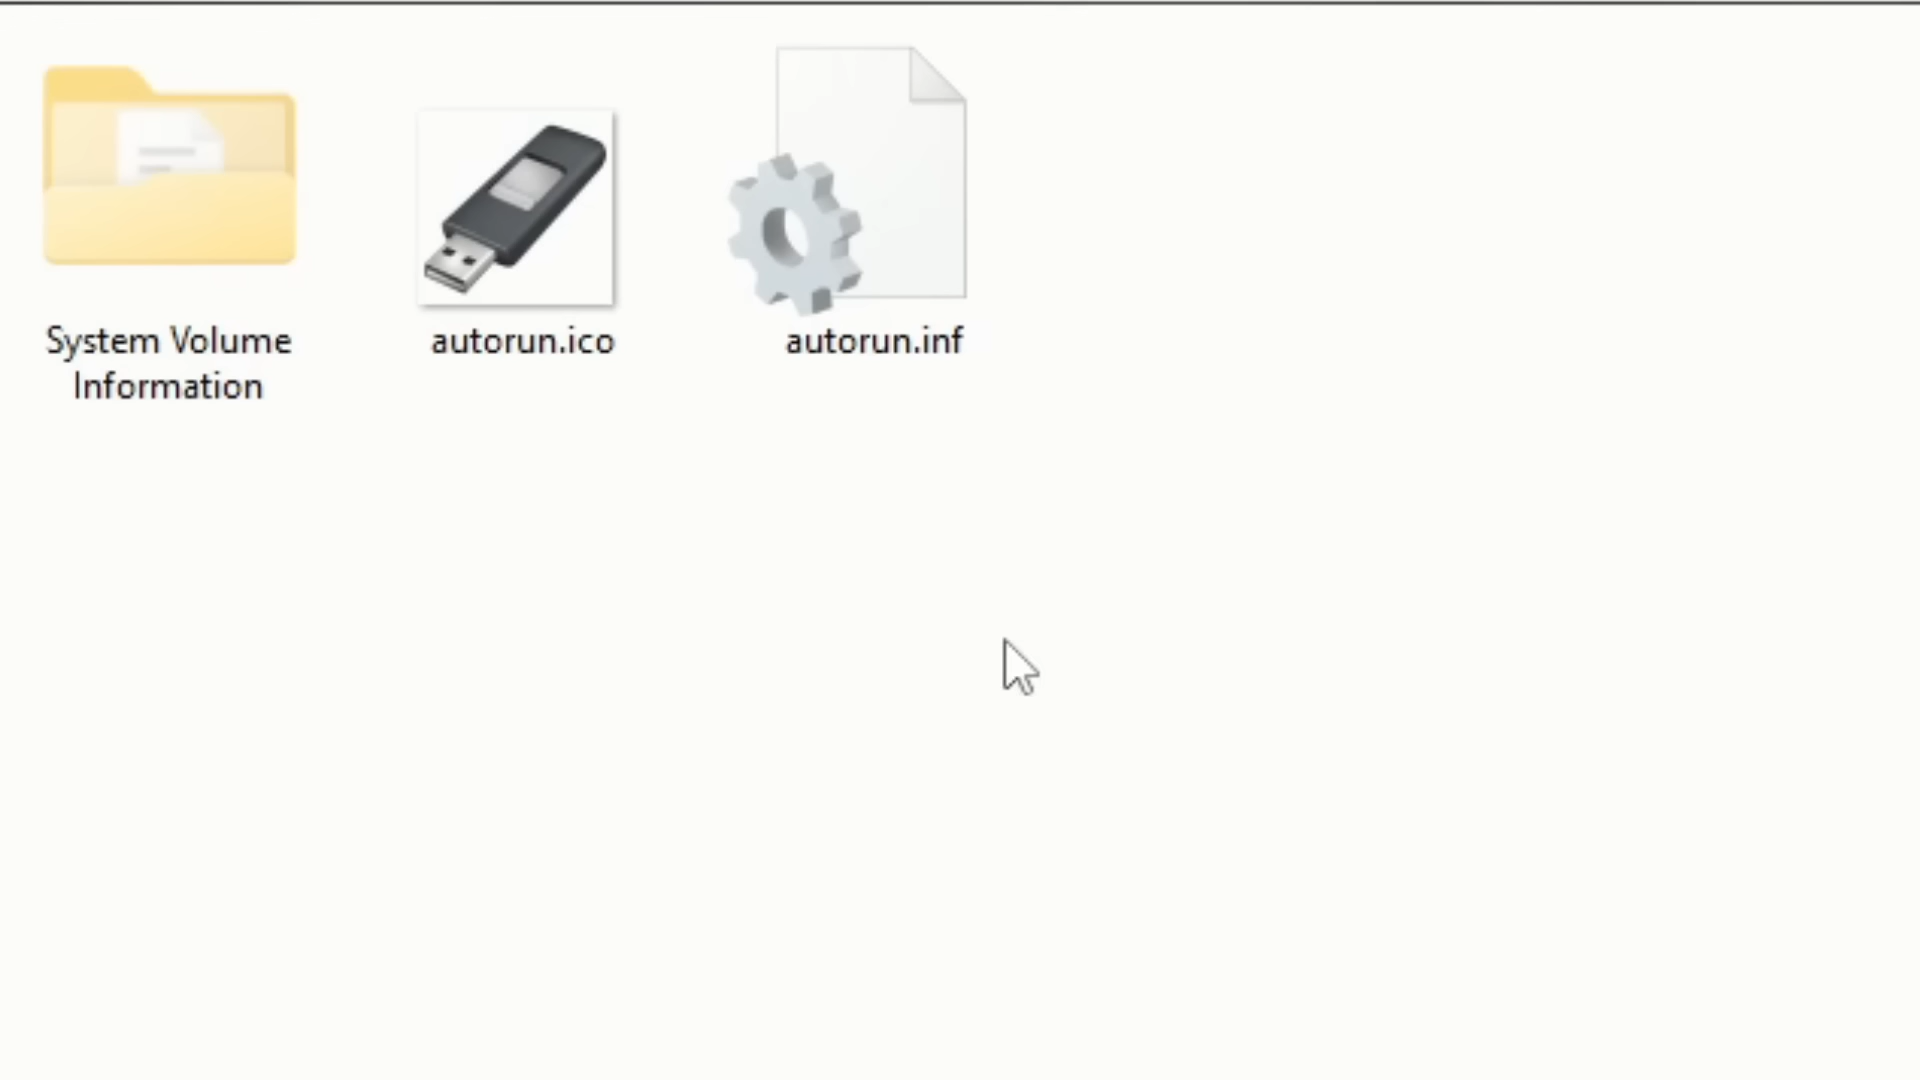 System Volume
Information
autorun.ico
autorun.inf